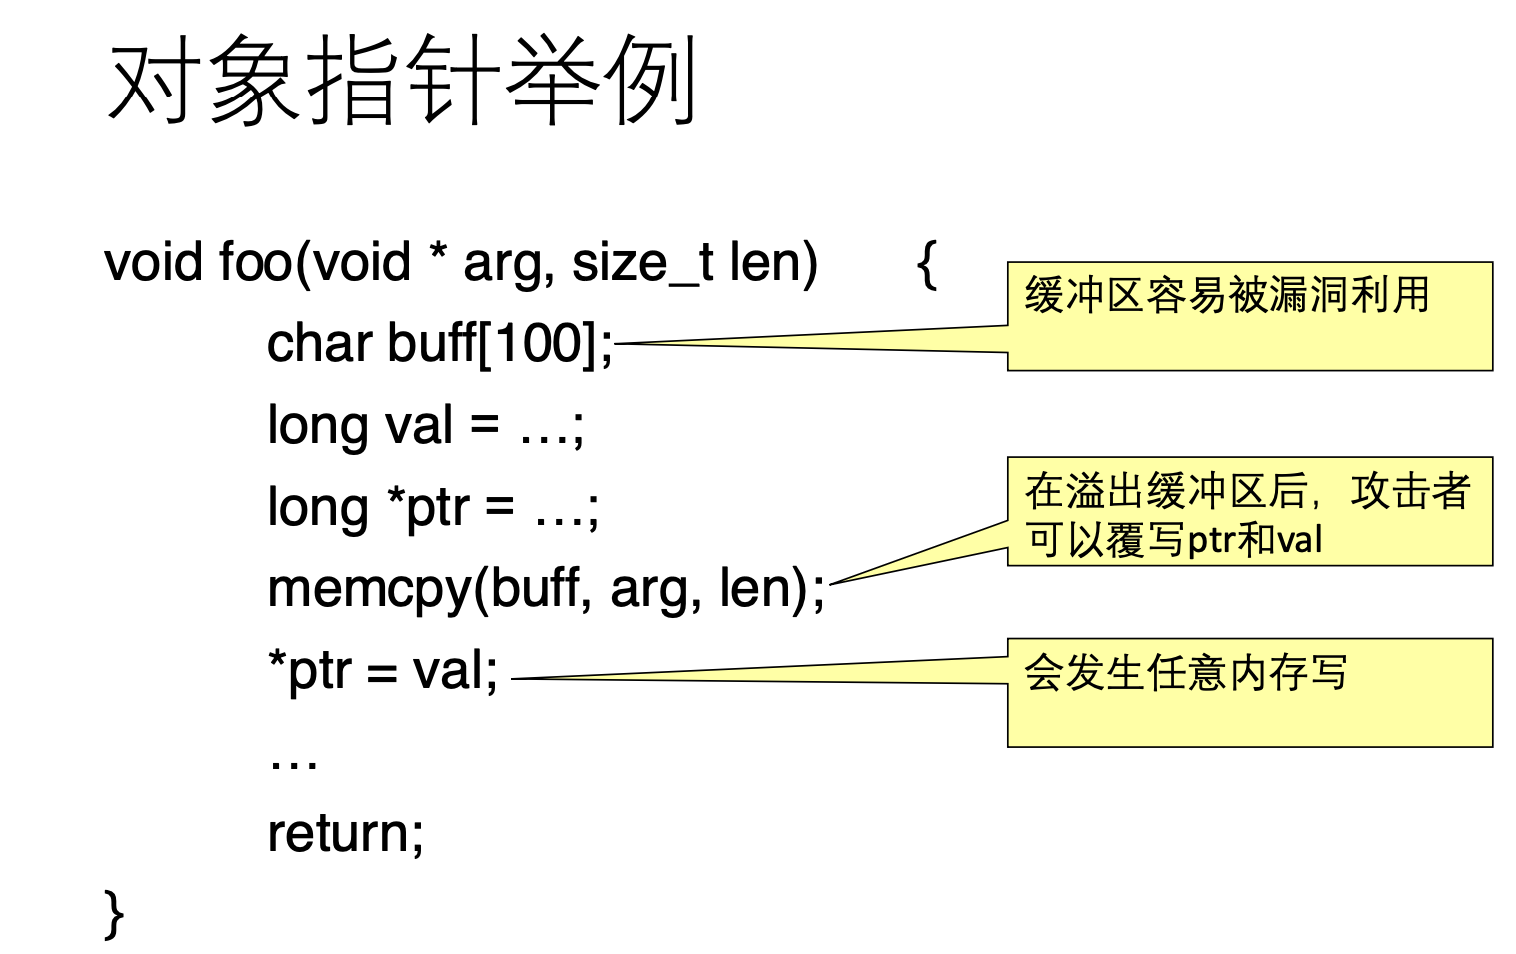 对象指针举例
void foo(void * arg, size_t len) {
缓冲区容易被漏洞利用
char buff[100];
long val = …;
long *ptr = …;
在溢出缓冲区后，攻击者
可以覆写ptr和val
memcpy(buff, arg, len);
*ptr = val;
会发生任意内存写
…
return;
}